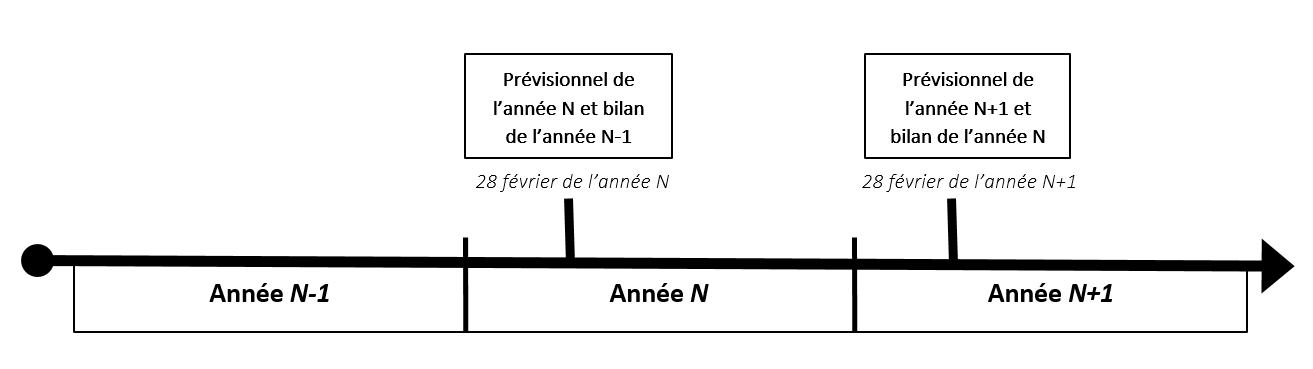 Prévisionnel de
l’année N et bilan
de l’année N-1
28 février de l’année N
Prévisionnel de
l’année N+1 et
bilan de l’année N
28 février de l’année N+1
Année N-1
Année N
Année N+1